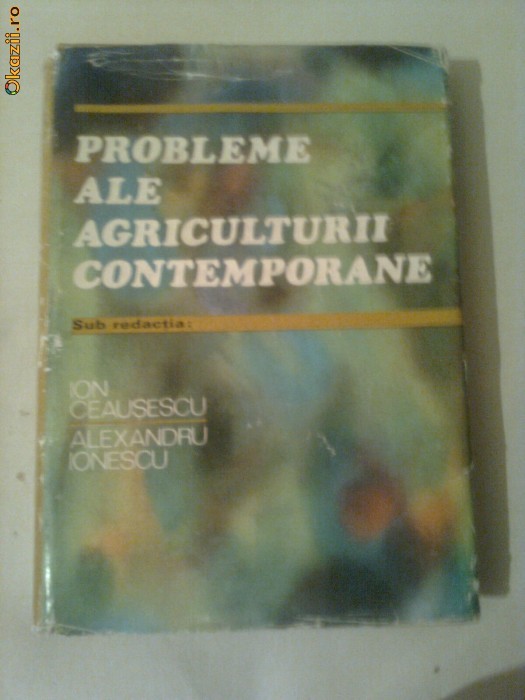 Okazii.ro
PROBLEME
ALE
AGRICULTURII
CONTEMPORANE
Sub redactia:
ION
CEAUSESCU
ALEXANDRU
IONESCU